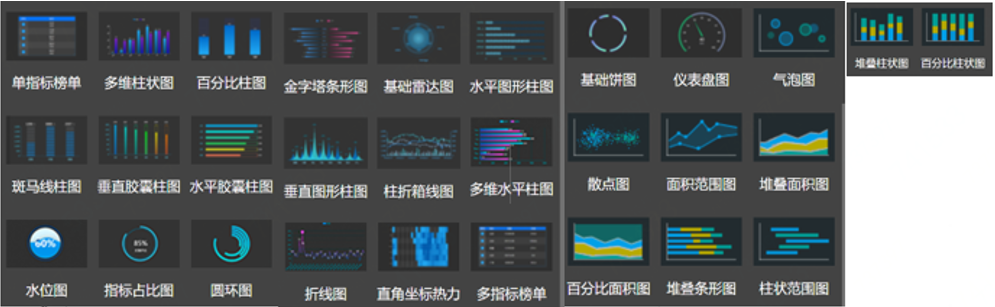 单指标榜单 多维柱状图 百分比柱图 金字塔条形图 基础雷达图 水平图形柱图
斑马线柱图 垂直胶囊柱图 水平胶囊柱图 垂直图形柱图 柱折箱线图 多维水平柱图
60%
85%
水位图 指标占比图 圆环图 折线图 直角坐标热力 多指标榜单
基础饼图 仪表盘图 气泡图
散点图 面积范围图 堆叠面积图
百分比面积图 堆叠条形图 柱状范围图
堆叠柱状图 百分比柱状图